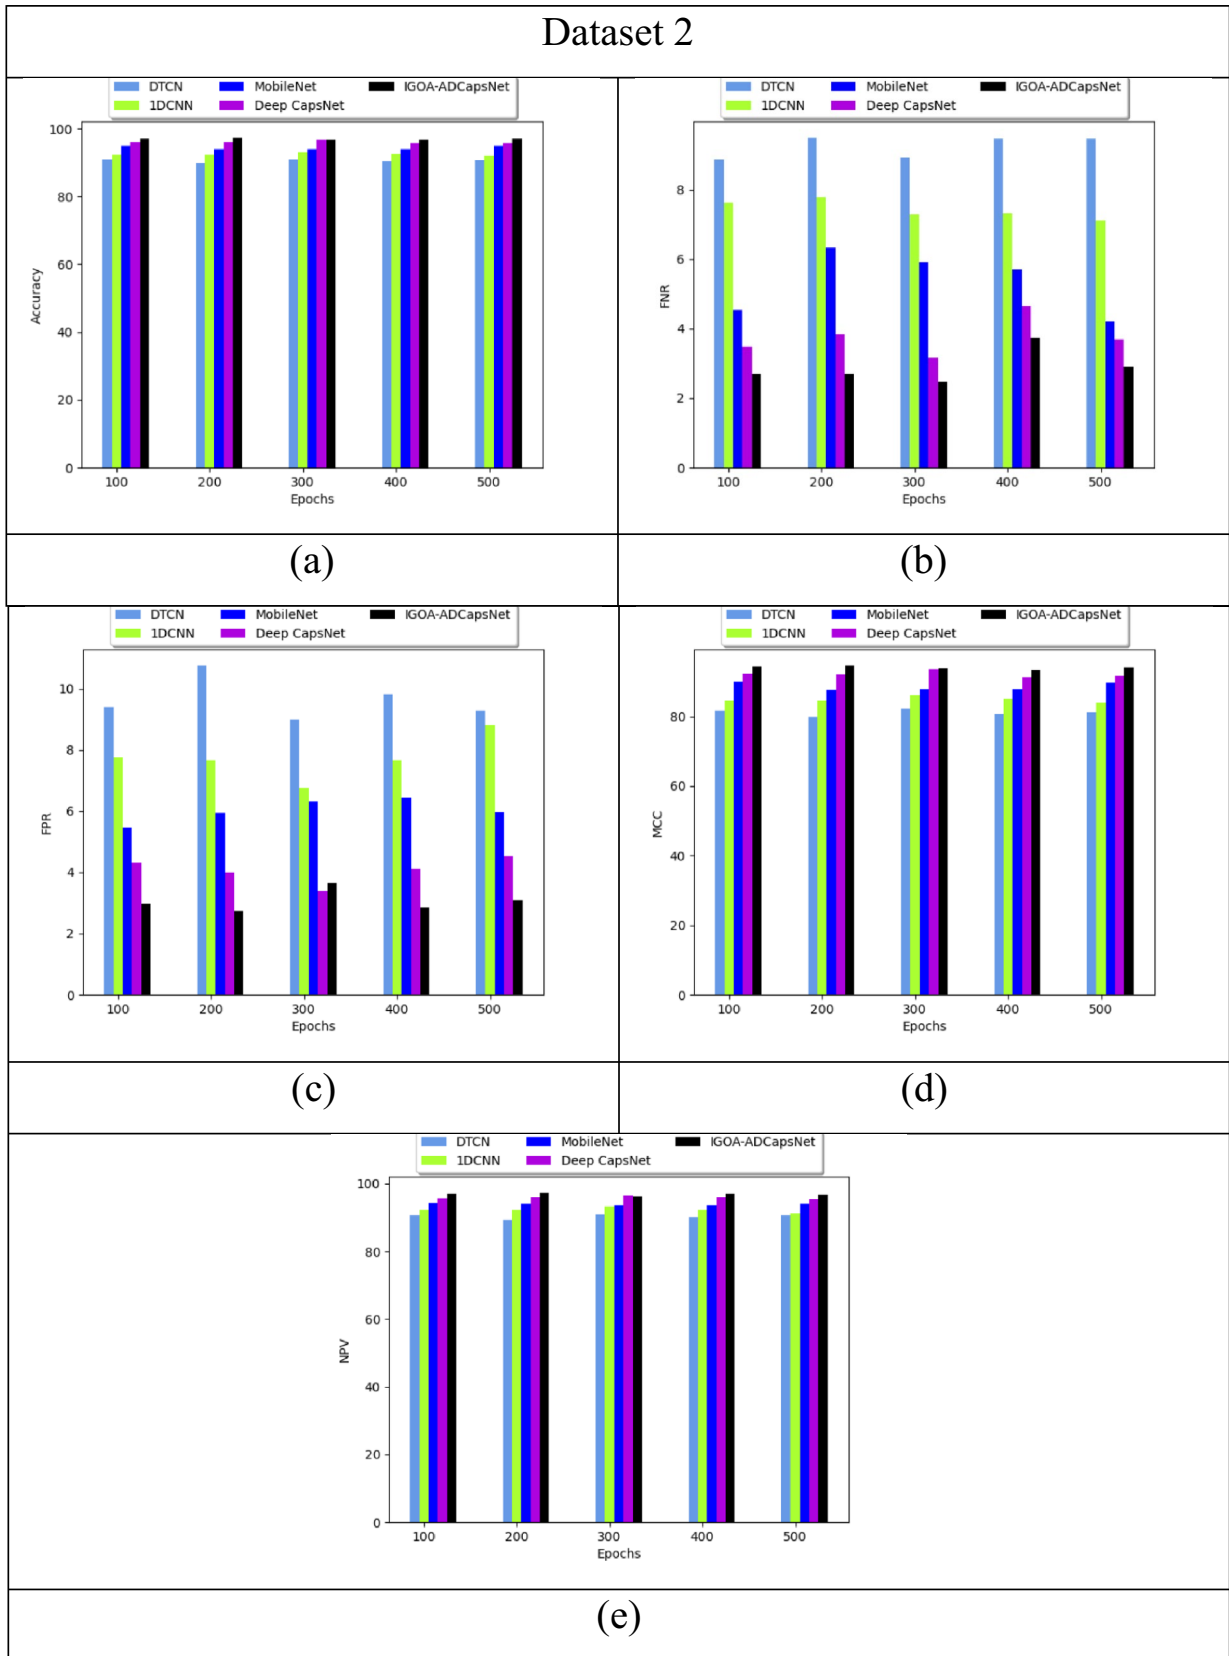 Dataset 2
DTCN MobileNet IGOA-ADCapsNet
1DCNN Deep CapsNet
100
80
60
40
20
0
Accuracy
100 200 300 400 500
Epochs
(a)
DTCN MobileNet IGOA-ADCapsNet
1DCNN Deep CapsNet
8
6
4
2
0
FNR
100 200 300 400 500
Epochs
(b)
DTCN MobileNet IGOA-ADCapsNet
1DCNN Deep CapsNet
10
8
6
4
2
0
FPR
100 200 300 400 500
Epochs
(c)
DTCN MobileNet IGOA-ADCapsNet
1DCNN Deep CapsNet
80
60
40
20
0
MCC
100 200 300 400 500
Epochs
(d)
DTCN MobileNet IGOA-ADCapsNet
1DCNN Deep CapsNet
100
80
60
40
20
0
NPV
100 200 300 400 500
Epochs
(e)